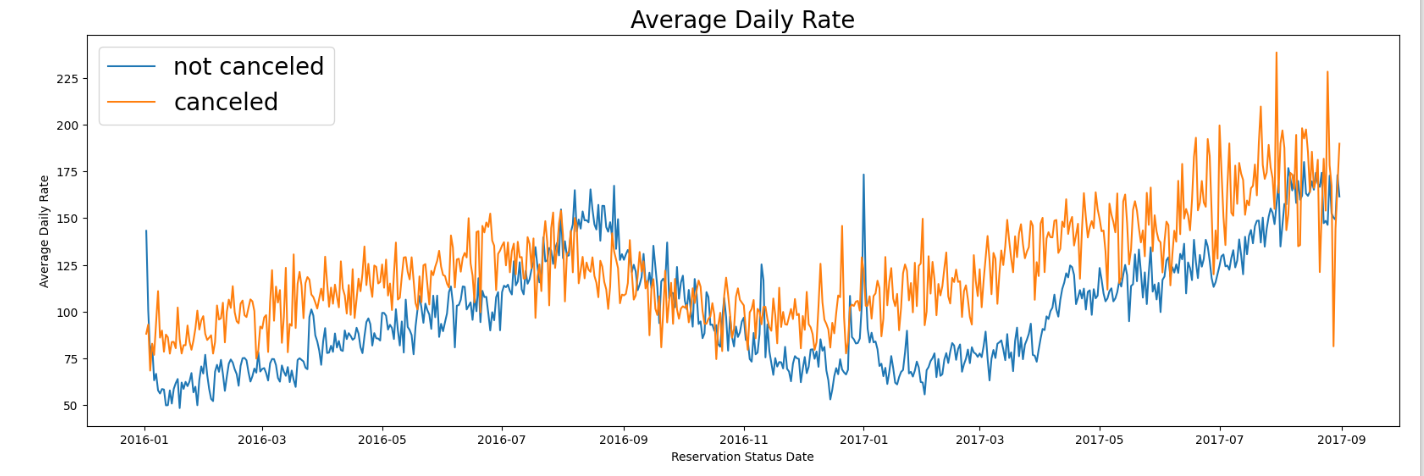 Average Daily Rate
not canceled
canceled
Average Daily Rate
225
200
175
150
125
100
75
50
2016-01 2016-03 2016-05 2016-07 2016-09 2016-11 2017-01 2017-03 2017-05 2017-07 2017-09
Reservation Status Date